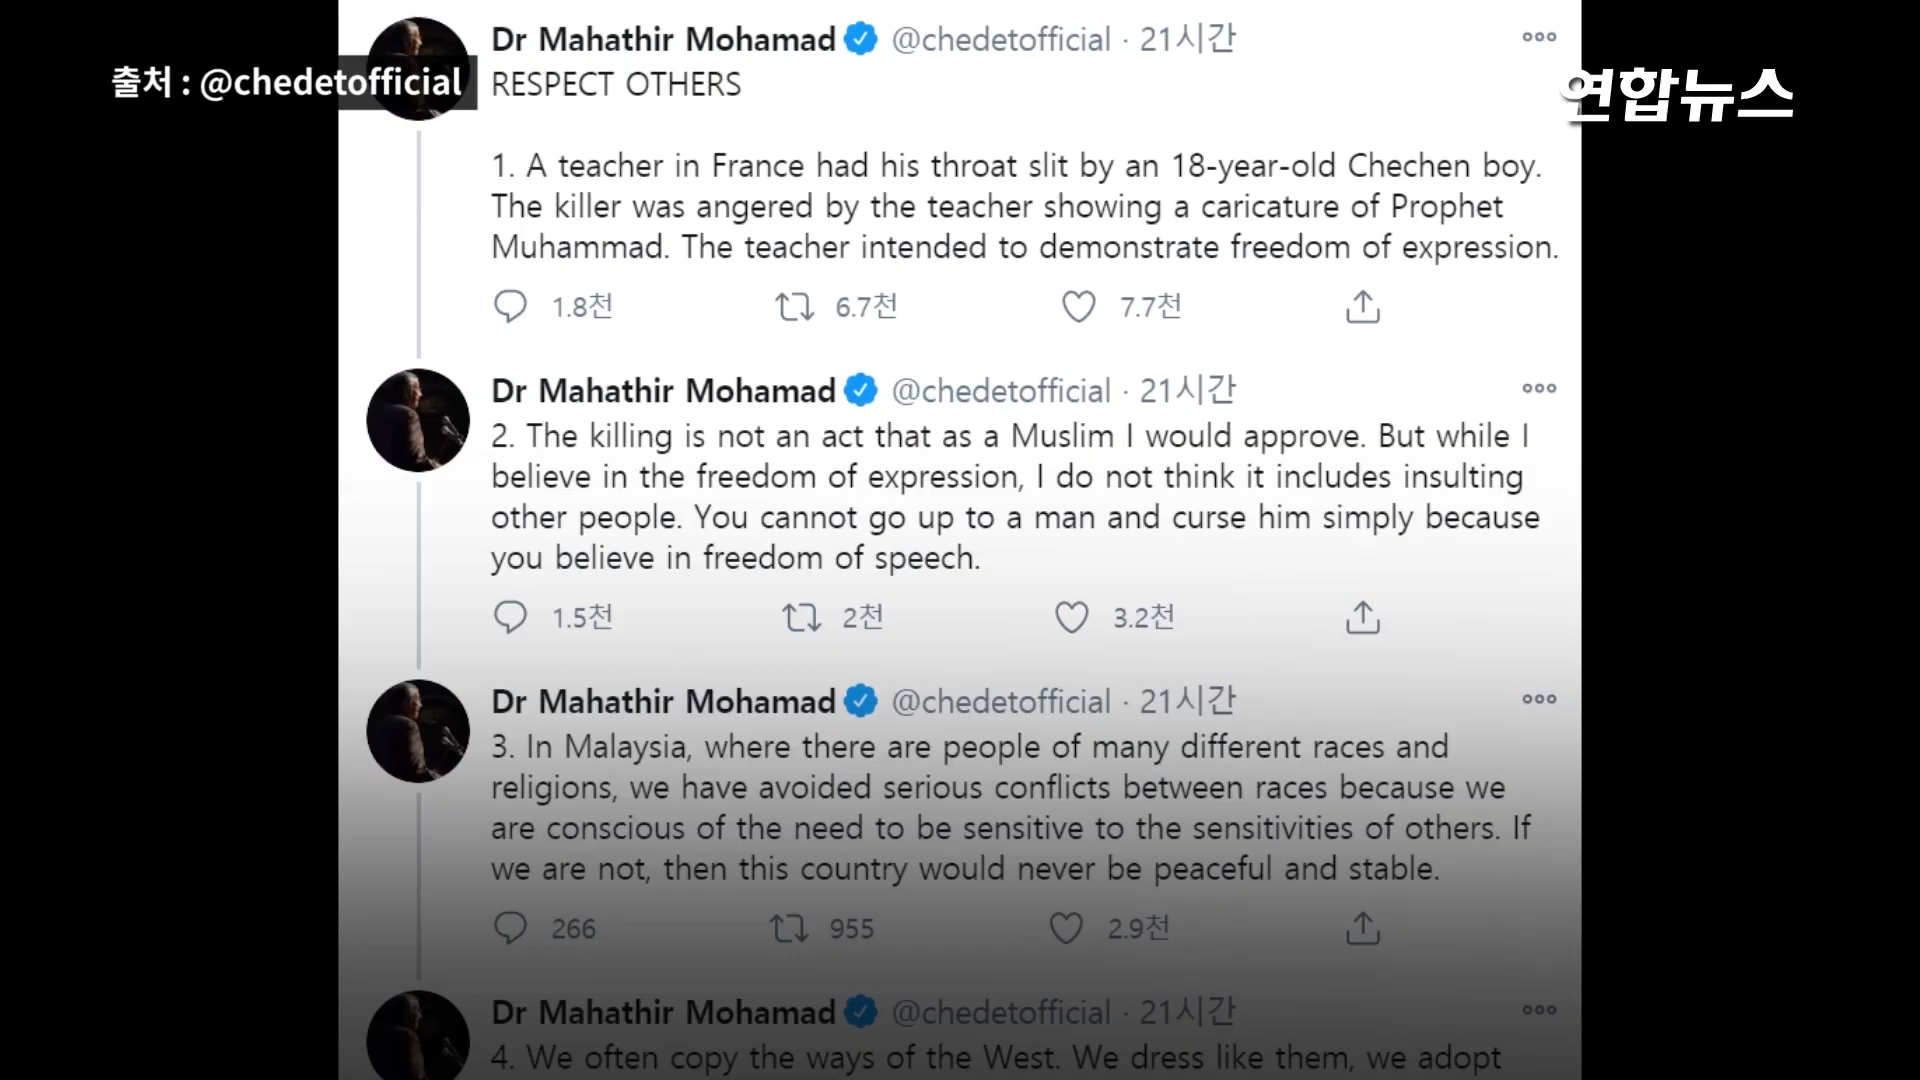 출처 : @chedetofficial
연합뉴스
Dr Mahathir Mohamad @chedetofficial · 21시간
RESPECT OTHERS
1. A teacher in France had his throat slit by an 18-year-old Chechen boy.
The killer was angered by the teacher showing a caricature of Prophet
Muhammad. The teacher intended to demonstrate freedom of expression.
1.8천 6.7천 7.7천
Dr Mahathir Mohamad @chedetofficial · 21시간
2. The killing is not an act that as a Muslim I would approve. But while I
believe in the freedom of expression, I do not think it includes insulting
other people. You cannot go up to a man and curse him simply because
you believe in freedom of speech.
1.5천 2천 3.2천
Dr Mahathir Mohamad @chedetofficial · 21시간
3. In Malaysia, where there are people of many different races and
religions, we have avoided serious conflicts between races because we
are conscious of the need to be sensitive to the sensitivities of others. If
we are not, then this country would never be peaceful and stable.
266 955 2.9천
Dr Mahathir Mohamad @chedetofficial · 21시간
4. We often copy the ways of the West. We dress like them, we adopt